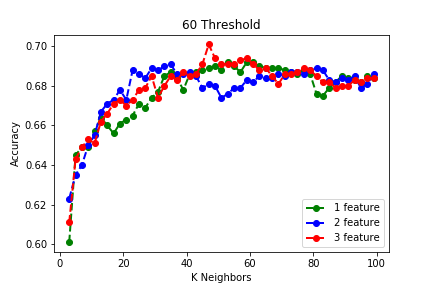 60 Threshold
Accuracy
0.70
0.68
0.66
0.64
0.62
0.60
0
20
40
60
80
100
K Neighbors
1 feature
2 feature
3 feature